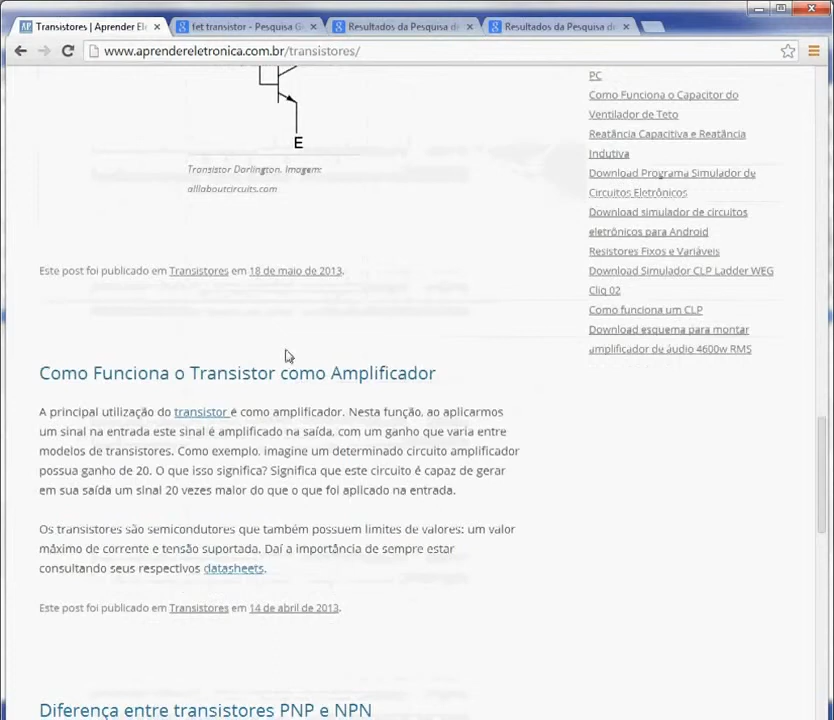 Transistores | Aprender Ele
fet transistor - Pesquisa G
Resultados da Pesquisa de
Resultados da Pesquisa de
www.aprendereletronica.com.br/transistores/
E
Transistor Darlington. Imagem:
alllaboutcircuits.com
Este post foi publicado em Transistores em 18 de maio de 2013.
Como Funciona o Transistor como Amplificador
A principal utilização do transistor é como amplificador. Nesta função, ao aplicarmos
um sinal na entrada este sinal é amplificado na saída, com um ganho que varia entre
modelos de transistores. Como exemplo, imagine um determinado circuito amplificador
possua ganho de 20. O que isso significa? Significa que este circuito é capaz de gerar
em sua saída um sinal 20 vezes maior do que o que foi aplicado na entrada.
Os transistores são semicondutores que também possuem limites de valores: um valor
máximo de corrente e tensão suportada. Daí a importância de sempre estar
consultando seus respectivos datasheets.
Este post foi publicado em Transistores em 14 de abril de 2013.
Diferença entre transistores PNP e NPN
PC
Como Funciona o Capacitor do
Ventilador de Teto
Reatância Capacitiva e Reatância
Indutiva
Download Programa Simulador de
Circuitos Eletrônicos
Download simulador de circuitos
eletrônicos para Android
Resistores Fixos e Variáveis
Download Simulador CLP Ladder WEG
Clic 02
Como funciona um CLP
Download esquema para montar
amplificador de áudio 4600w RMS